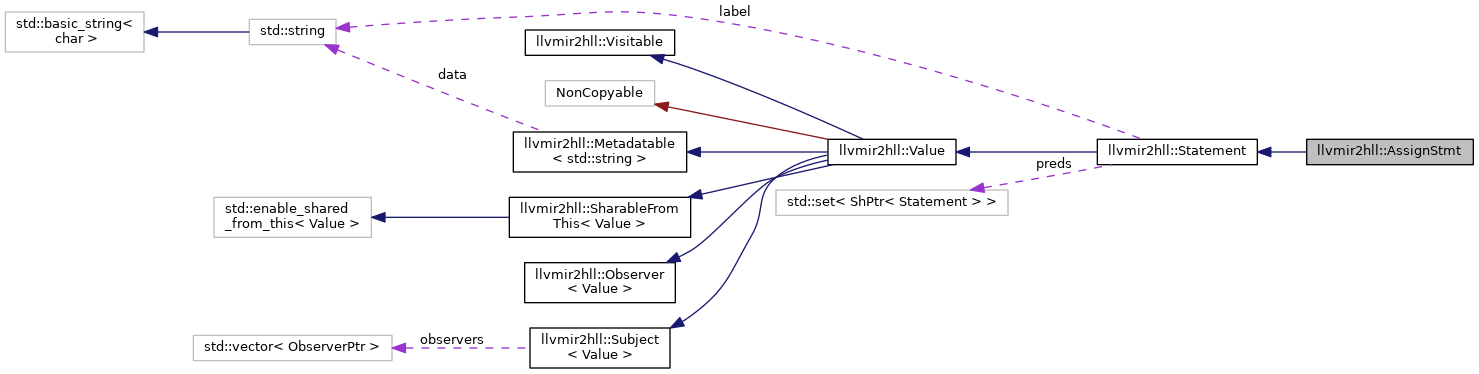 label
std::basic_string<
char >
std::string
llvmir2hll::Visitable
data
NonCopyable
llvmir2hll::Metadatable
< std::string >
llvmir2hll::Value
llvmir2hll::Statement
llvmir2hll::AssignStmt
preds
std::set< ShPtr< Statement > >
std::enable_shared
_from_this< Value >
llvmir2hll::SharableFrom
This< Value >
llvmir2hll::Observer
< Value >
std::vector< ObserverPtr >
observers
llvmir2hll::Subject
< Value >